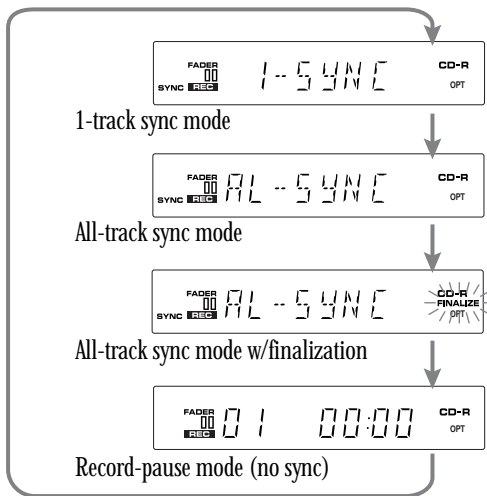 FADER
1-SYNC
CD-R
SYNC REC
OPT
1-track sync mode
FADER
AL-SYNC
CD-R
SYNC REC
OPT
All-track sync mode
FADER
AL-SYNC
CD-R
FINALIZE
SYNC REC
OPT
All-track sync mode w/finalization
FADER
01 00:00
CD-R
REC
OPT
Record-pause mode (no sync)